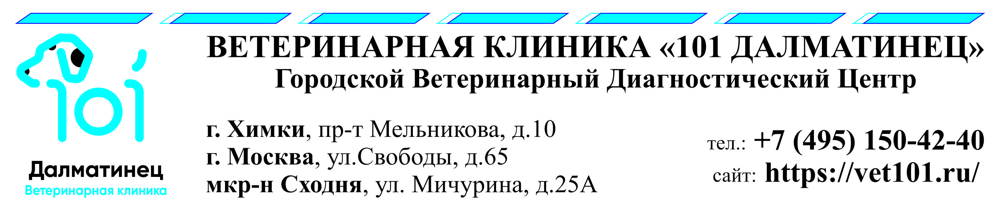 ВЕТЕРИНАРНАЯ КЛИНИКА «101 ДАЛМАТИНЕЦ»
Городской Ветеринарный Диагностический Центр
101
Далматинец
Ветеринарная клиника
г. Химки, пр-т Мельникова, д.10
г. Москва, ул.Свободы, д.65
мкр-н Сходня, ул. Мичурина, д.25А
тел.: +7 (495) 150-42-40
сайт: https://vet101.ru/